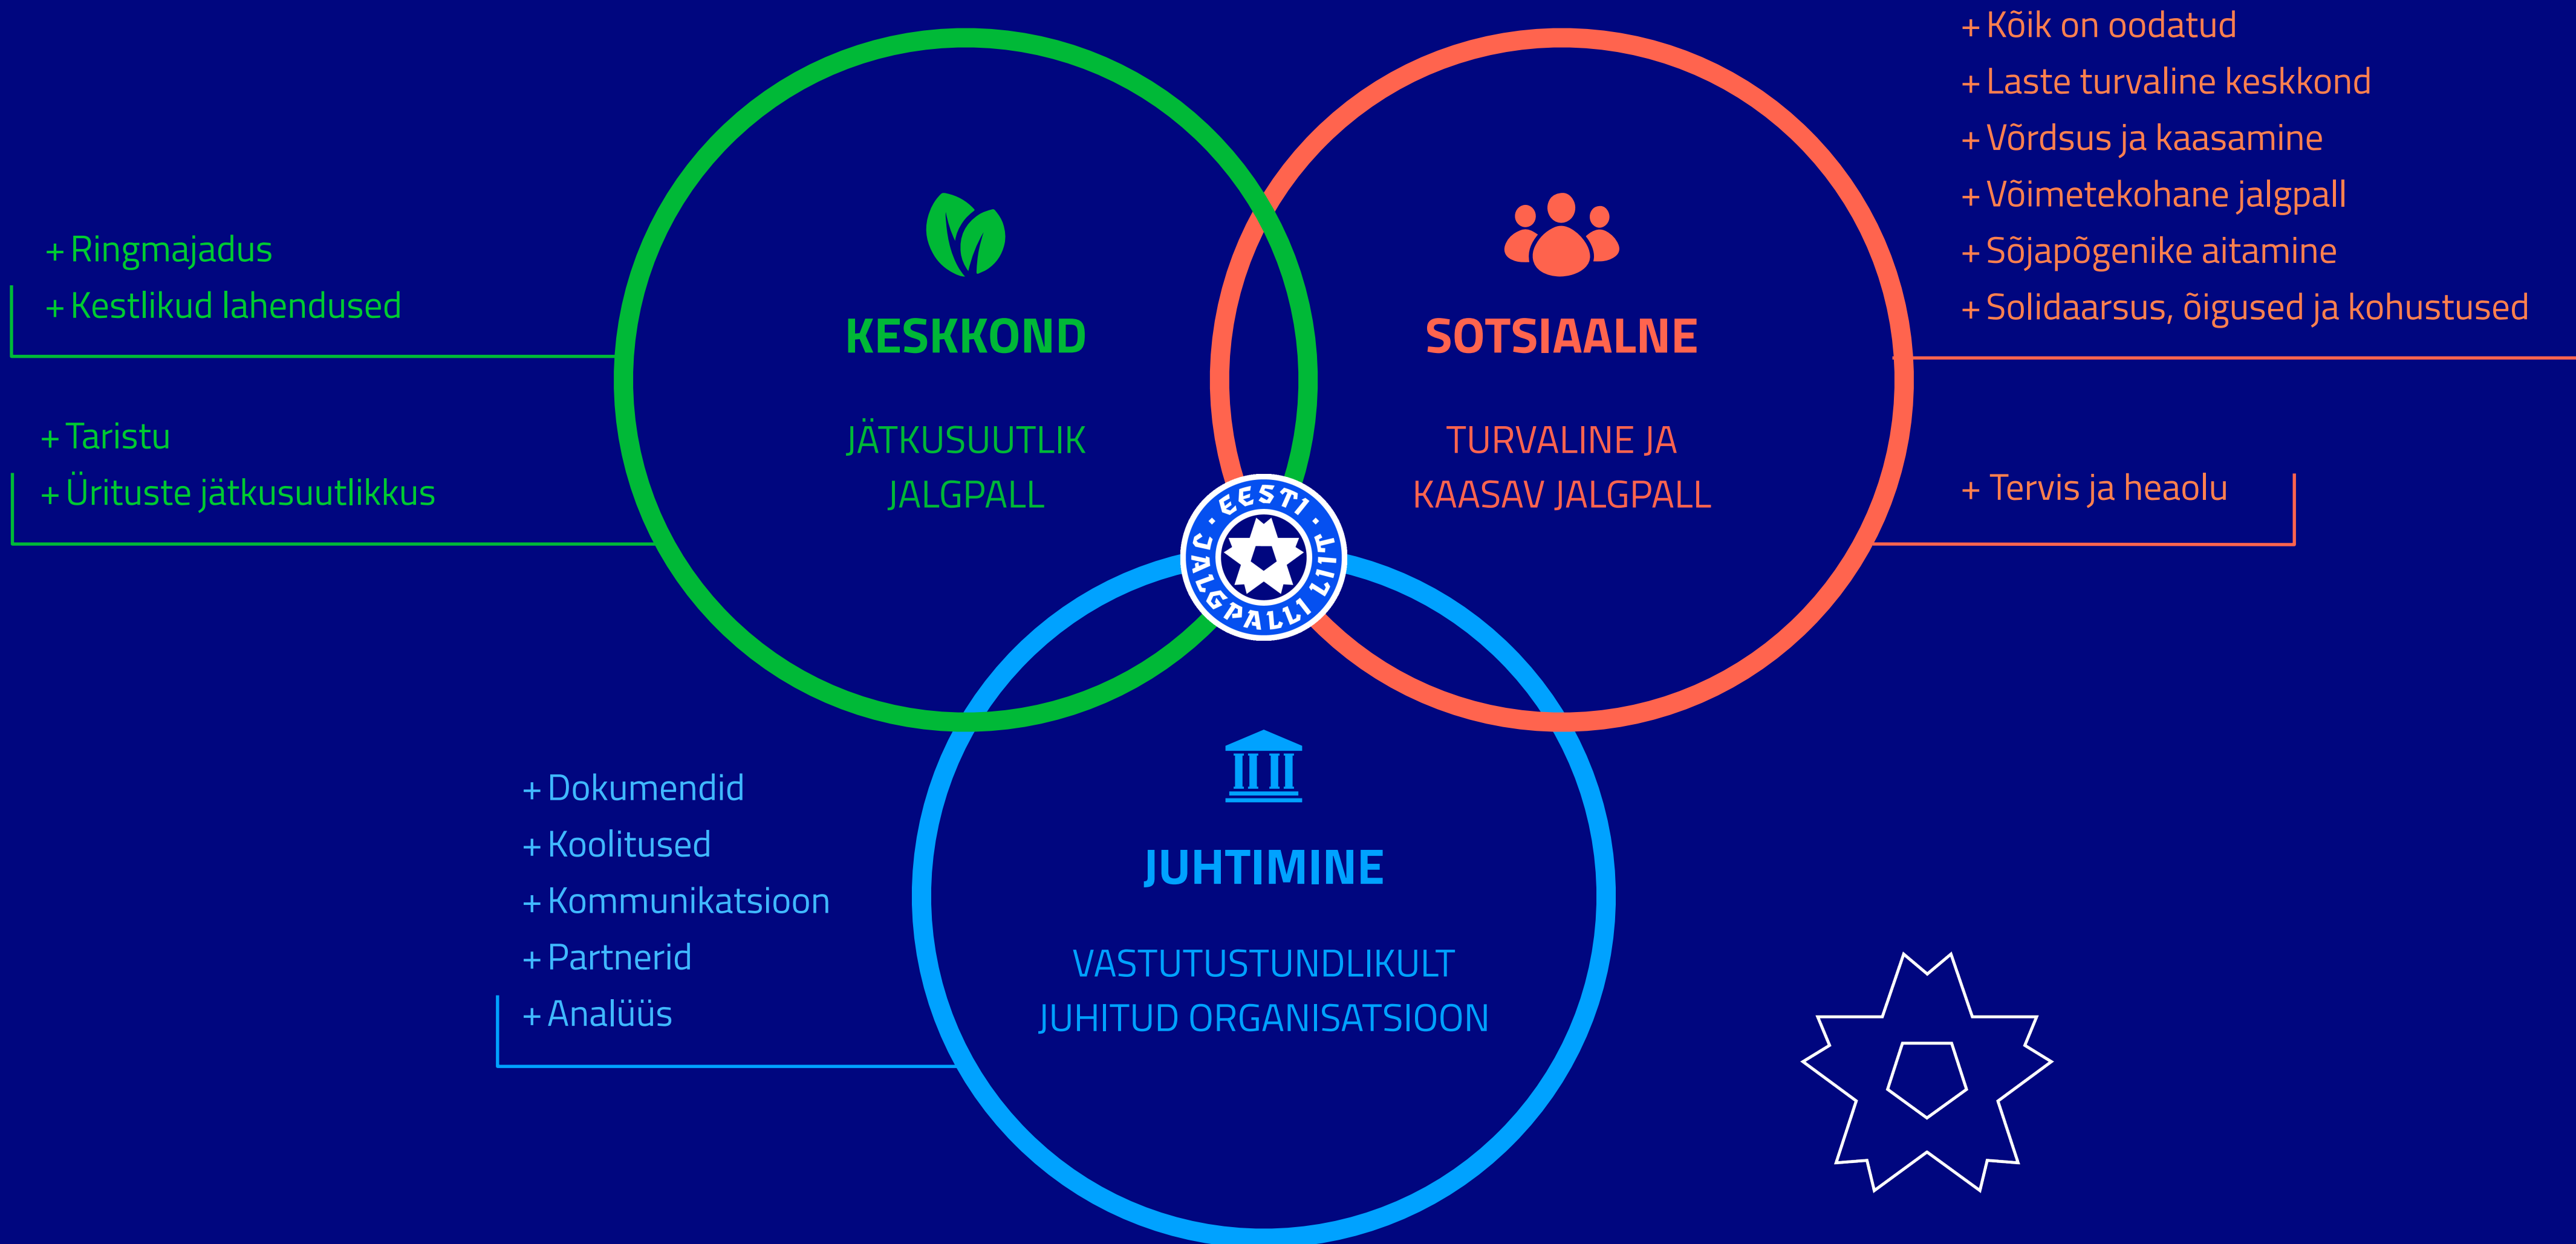 + Ringmajadus
+ Kestlikud lahendused
+ Taristu
+ Ürituste jätkusuutlikkus
KESKKOND
JÄTKUSUUTLIK
JALGPALL
SOTSIAALNE
TURVALINE JA
KAASAV JALGPALL
+ Kõik on oodatud
+ Laste turvaline keskkond
+ Võrdsus ja kaasamine
+ Võimetekohane jalgpall
+ Sõjapõgenike aitamine
+ Solidaarsus, õigused ja kohustused
+ Tervis ja heaolu
· EESTI ·
JALGPALLI LIIT
+ Dokumendid
+ Koolitused
+ Kommunikatsioon
+ Partnerid
+ Analüüs
JUHTIMINE
VASTUTUSTUNDLIKULT
JUHITUD ORGANISATSIOON